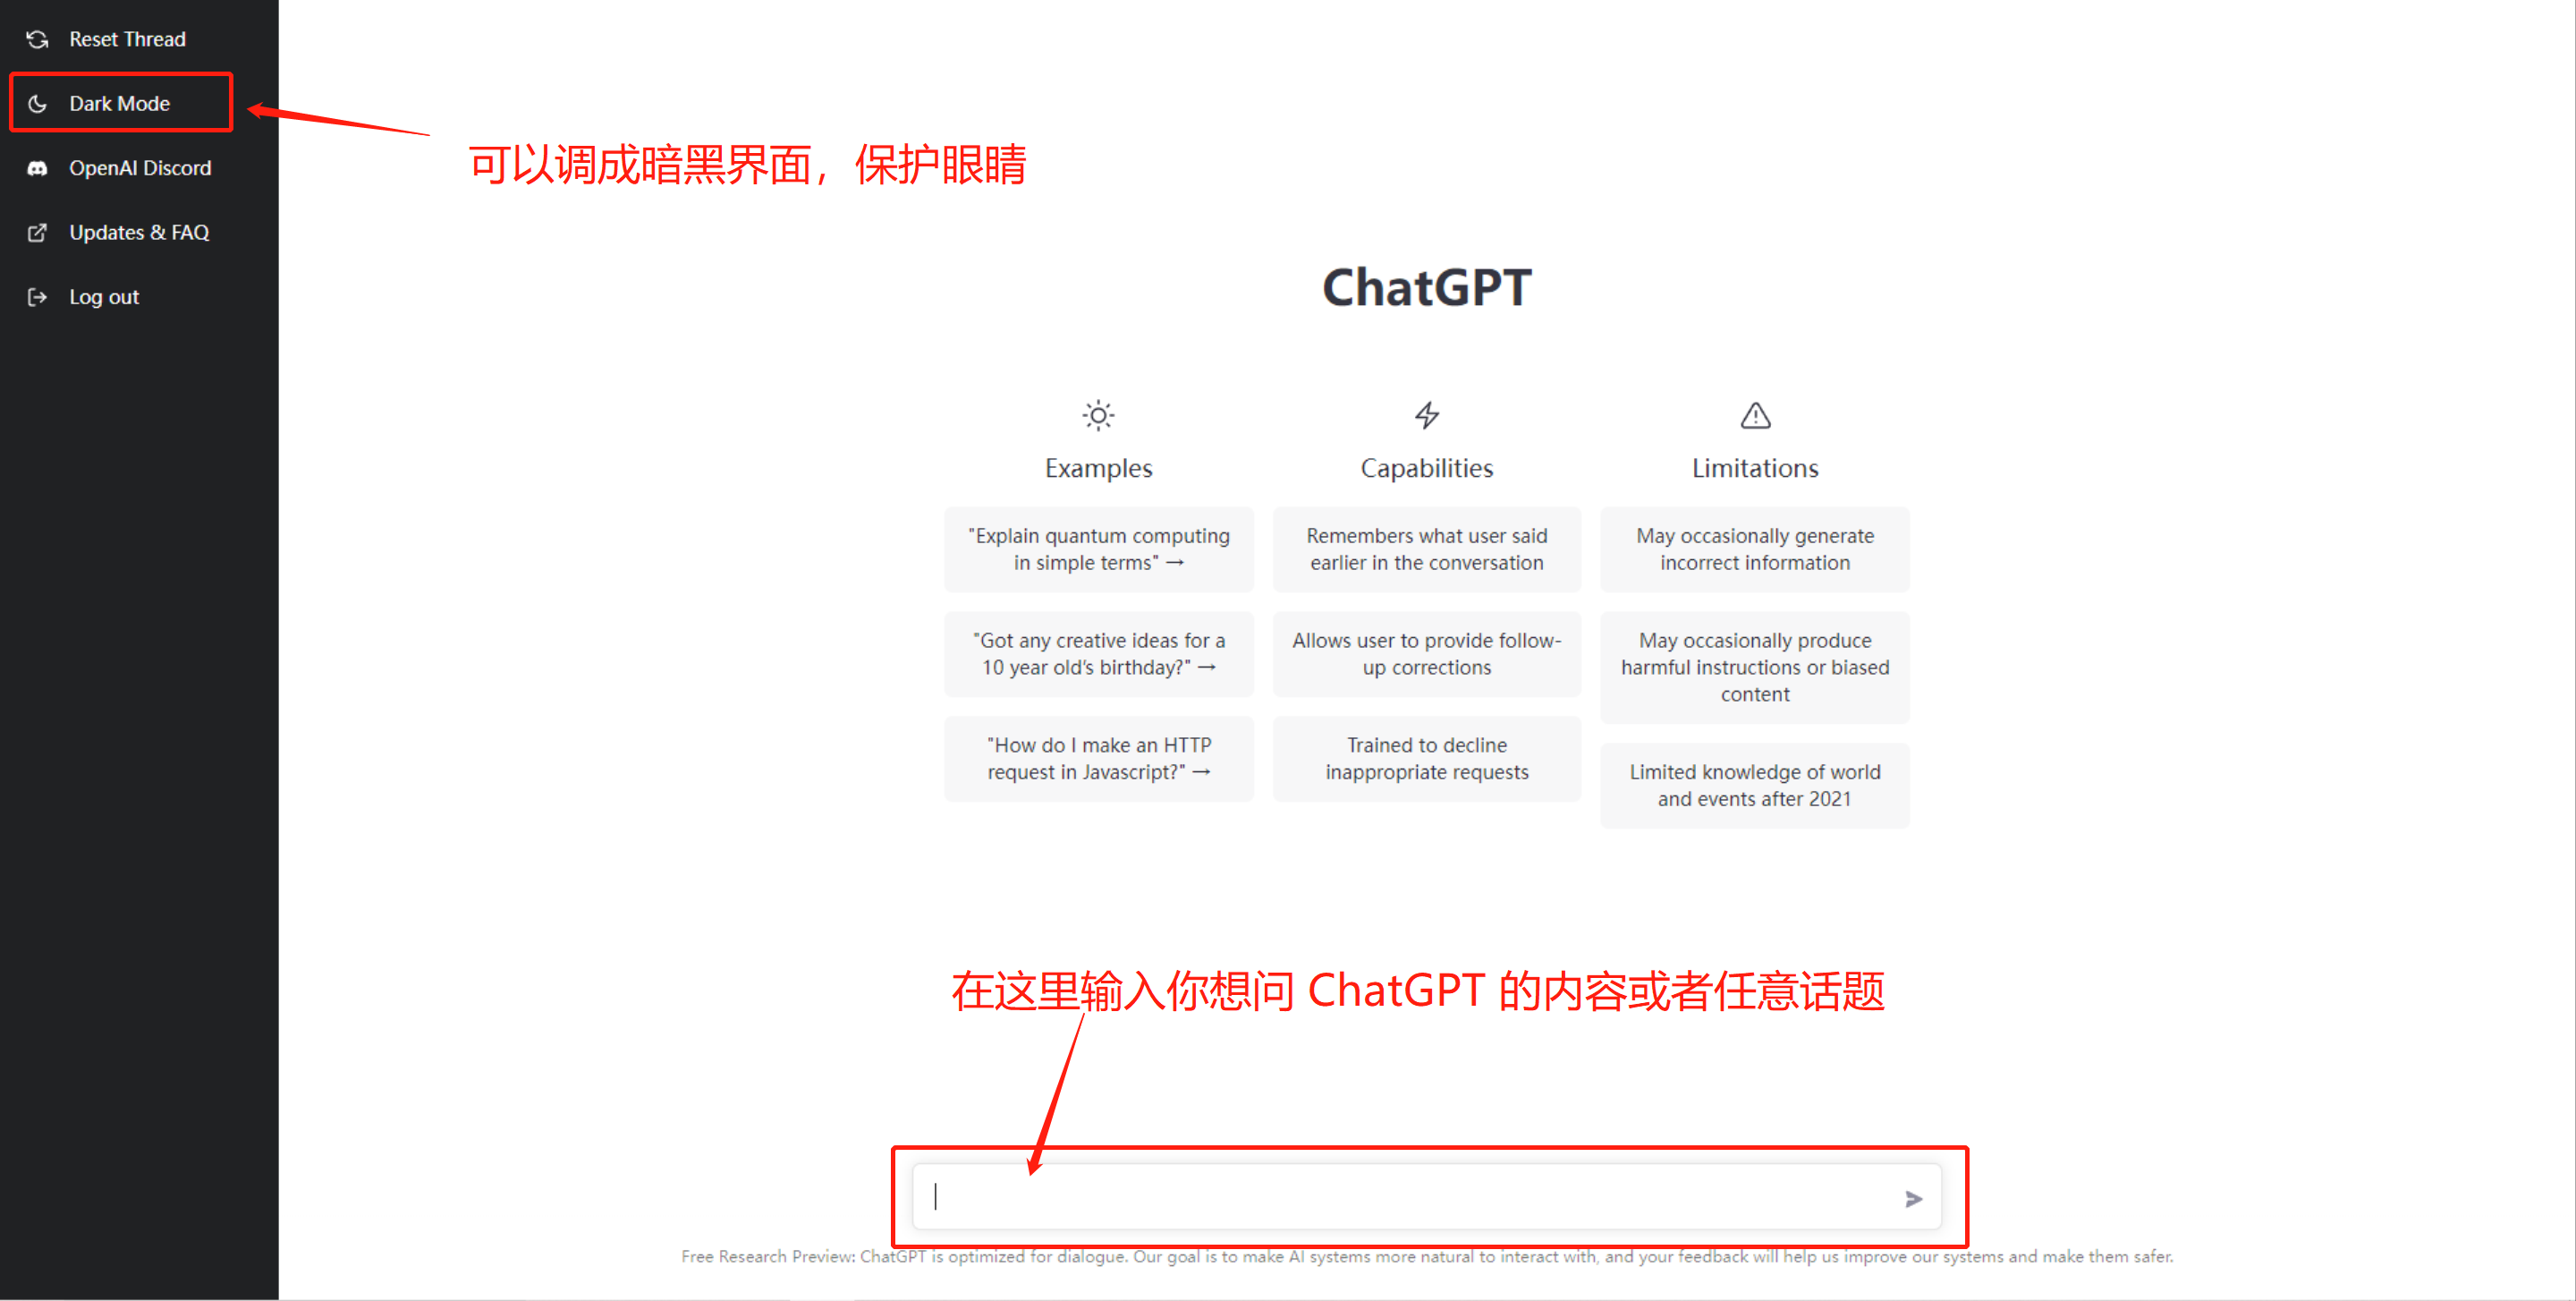 Reset Thread
Dark Mode
OpenAI Discord
Updates & FAQ
Log out
可以调成暗黑界面，保护眼睛
ChatGPT
Examples
"Explain quantum computing
in simple terms" →
"Got any creative ideas for a
10 year old's birthday?" →
"How do I make an HTTP
request in Javascript?" →
Capabilities
Remembers what user said
earlier in the conversation
Allows user to provide follow-
up corrections
Trained to decline
inappropriate requests
Limitations
May occasionally generate
incorrect information
May occasionally produce
harmful instructions or biased
content
Limited knowledge of world
and events after 2021
在这里输入你想问 ChatGPT 的内容或者任意话题
Free Research Preview: ChatGPT is optimized for dialogue. Our goal is to make AI systems more natural to interact with, and your feedback will help us improve our systems and make them safer.